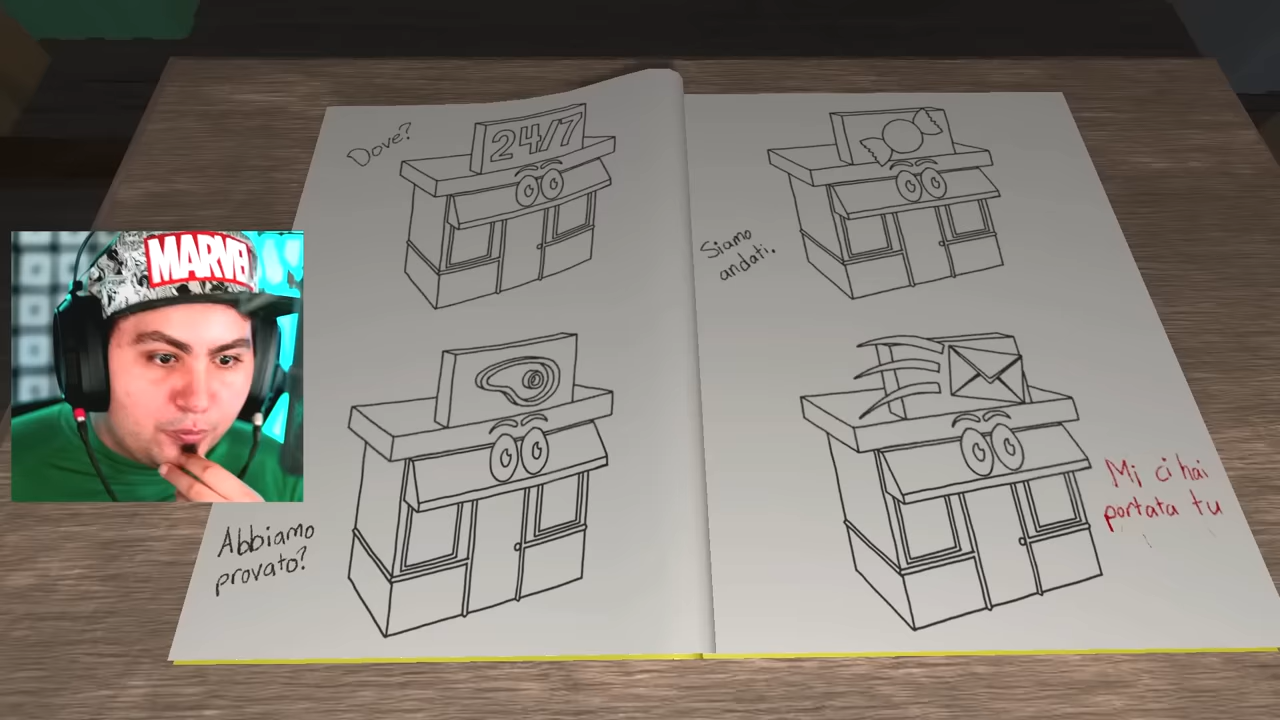 Dove?
24/7
Siamo
andati.
MARVEL
Abbiamo
provato?
Mi ci hai
portata tu